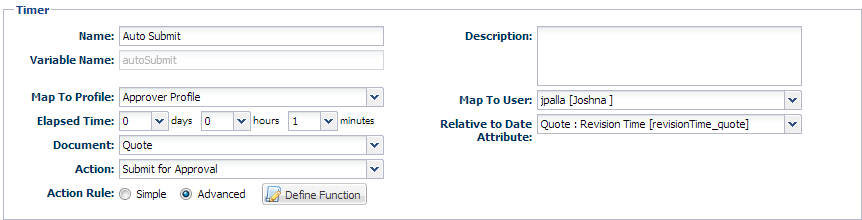 Timer
Name: Auto Submit
Description:
Variable Name: autoSubmit
Map To Profile: Approver Profile
Map To User: jpalla [Joshna ]
Elapsed Time: 0 days 0 hours 1 minutes
Relative to Date Attribute: Quote : Revision Time [revisionTime_quote]
Document: Quote
Action: Submit for Approval
Action Rule: Simple Advanced Define Function